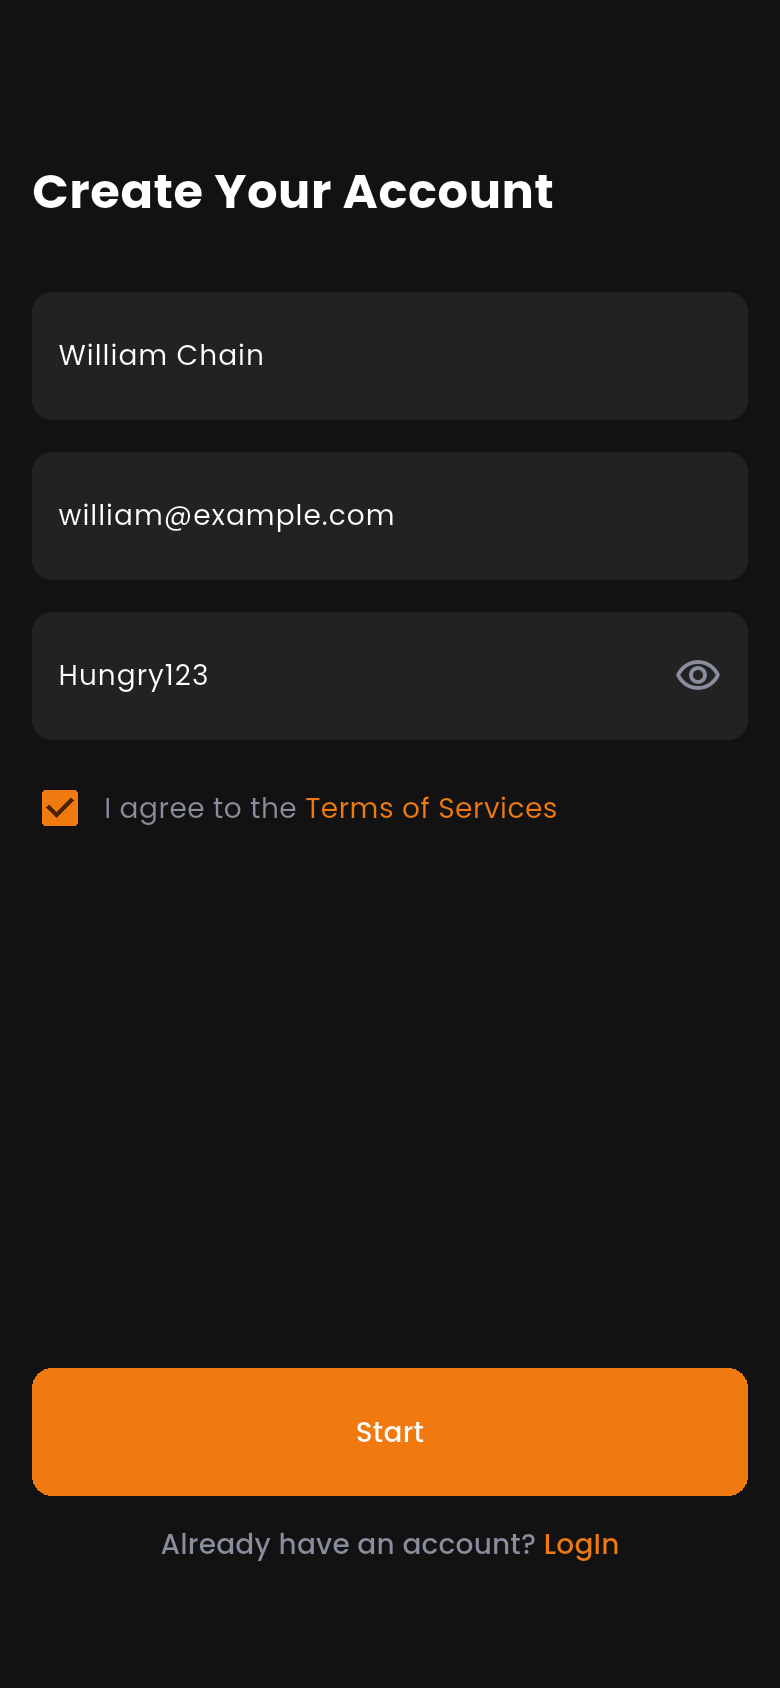 Create Your Account
William Chain
william@example.com
Hungry123
I agree to the Terms of Services
Start
Already have an account? LogIn